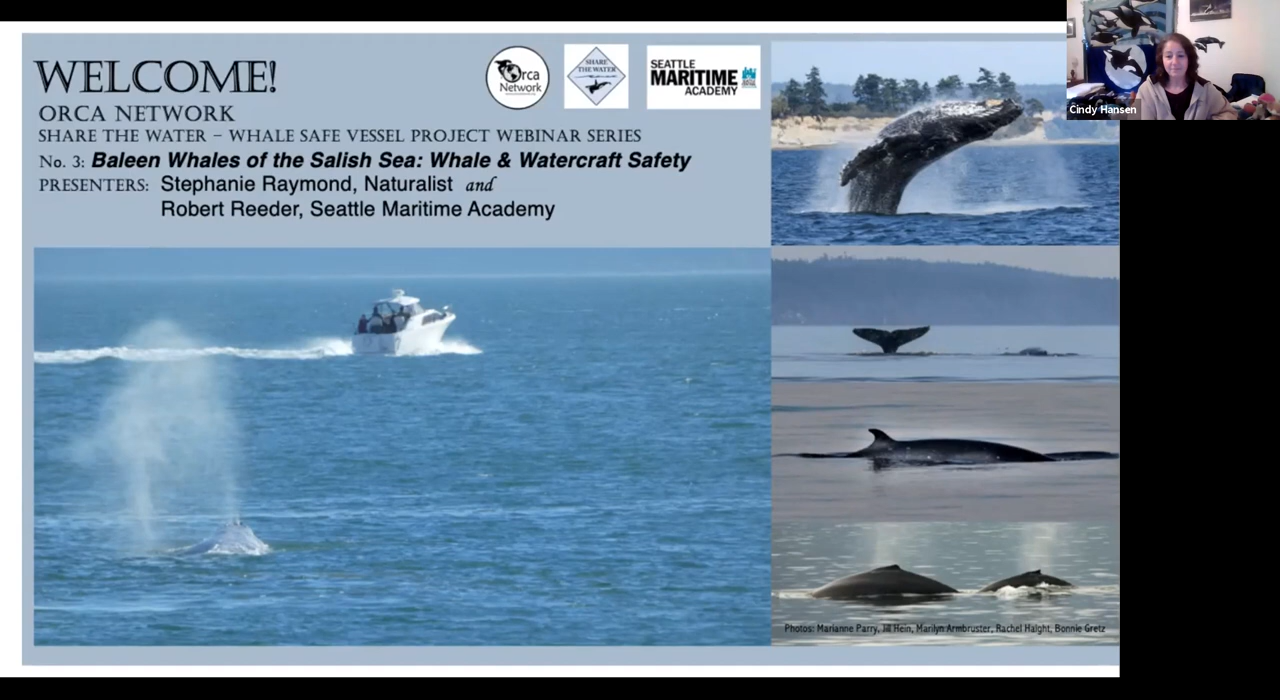 WELCOME!
ORCA NETWORK
SHARE THE WATER – WHALE SAFE VESSEL PROJECT WEBINAR SERIES
No. 3: Baleen Whales of the Salish Sea: Whale & Watercraft Safety
PRESENTERS: Stephanie Raymond, Naturalist and
Robert Reeder, Seattle Maritime Academy
Orca
Network
SHARE
THE WATER
SEATTLE
MARITIME
ACADEMY
Cindy Hansen
Photos: Marianne Parry, Jill Hein, Marilyn Armbruster, Rachel Haight, Bonnie Gretz